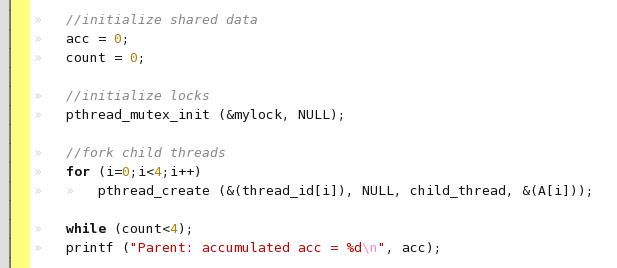 //initialize shared data
acc = 0;
count = 0;
//initialize locks
pthread_mutex_init (&mylock, NULL);
//fork child threads
for (i=0;i<4;i++)
pthread_create (&(thread_id[i]), NULL, child_thread, &(A[i]));
while (count<4);
printf ("Parent: accumulated acc = %d\n", acc);